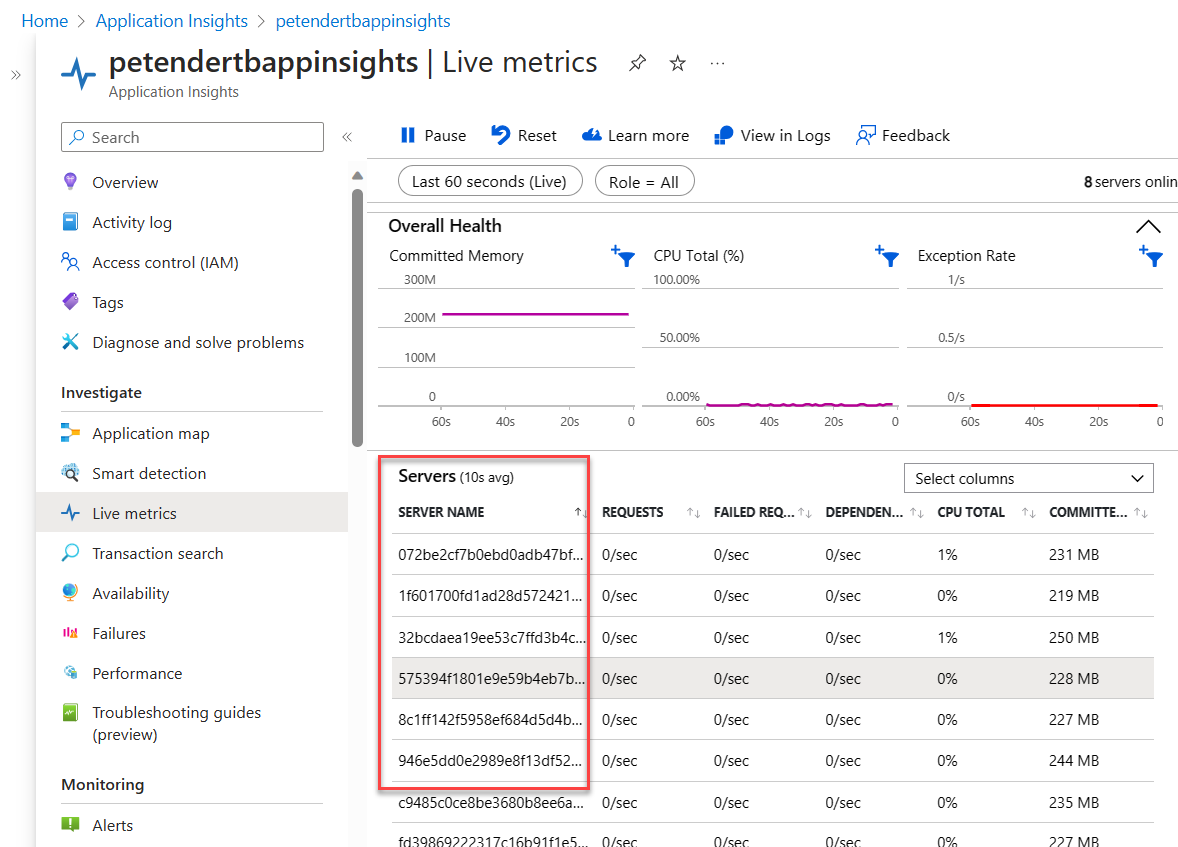 Home > Application Insights > petendertbappinsights
» petendertbappinsights | Live metrics ...
Application Insights
Search «
Pause Reset Learn more View in Logs Feedback
Last 60 seconds (Live) Role = All 8 servers onlin
Overview
Activity log
Access control (IAM)
Tags
Diagnose and solve problems
Investigate
Application map
Smart detection
Live metrics
Transaction search
Availability
Failures
Performance
Troubleshooting guides
(preview)
Monitoring
Alerts
Overall Health
Committed Memory CPU Total (%) Exception Rate
300M 100.00% 1/s
200M 50.00% 0.5/s
100M
0 0.00% 0/s
60s 40s 20s 0 60s 40s 20s 0 60s 40s 20s 0
Servers (10s avg) Select columns
SERVER NAME REQUESTS FAILED REQ... DEPENDEN... CPU TOTAL COMMITTE...
072be2cf7b0ebd0adb47bf... 0/sec 0/sec 0/sec 1% 231 MB
1f601700fd1ad28d572421... 0/sec 0/sec 0/sec 0% 219 MB
32bcdaea19ee53c7ffd3b4c... 0/sec 0/sec 0/sec 1% 250 MB
575394f1801e9e59b4eb7b... 0/sec 0/sec 0/sec 0% 228 MB
8c1ff142f5958ef684d5d4b... 0/sec 0/sec 0/sec 0% 227 MB
946e5dd0e2989e8f13df52... 0/sec 0/sec 0/sec 0% 244 MB
c9485c0ce8be3680b8ee6a... 0/sec 0/sec 0/sec 0% 235 MB
fd39869222317c16b91f1e5... 0/sec 0/sec 0/sec 0% 227 MB